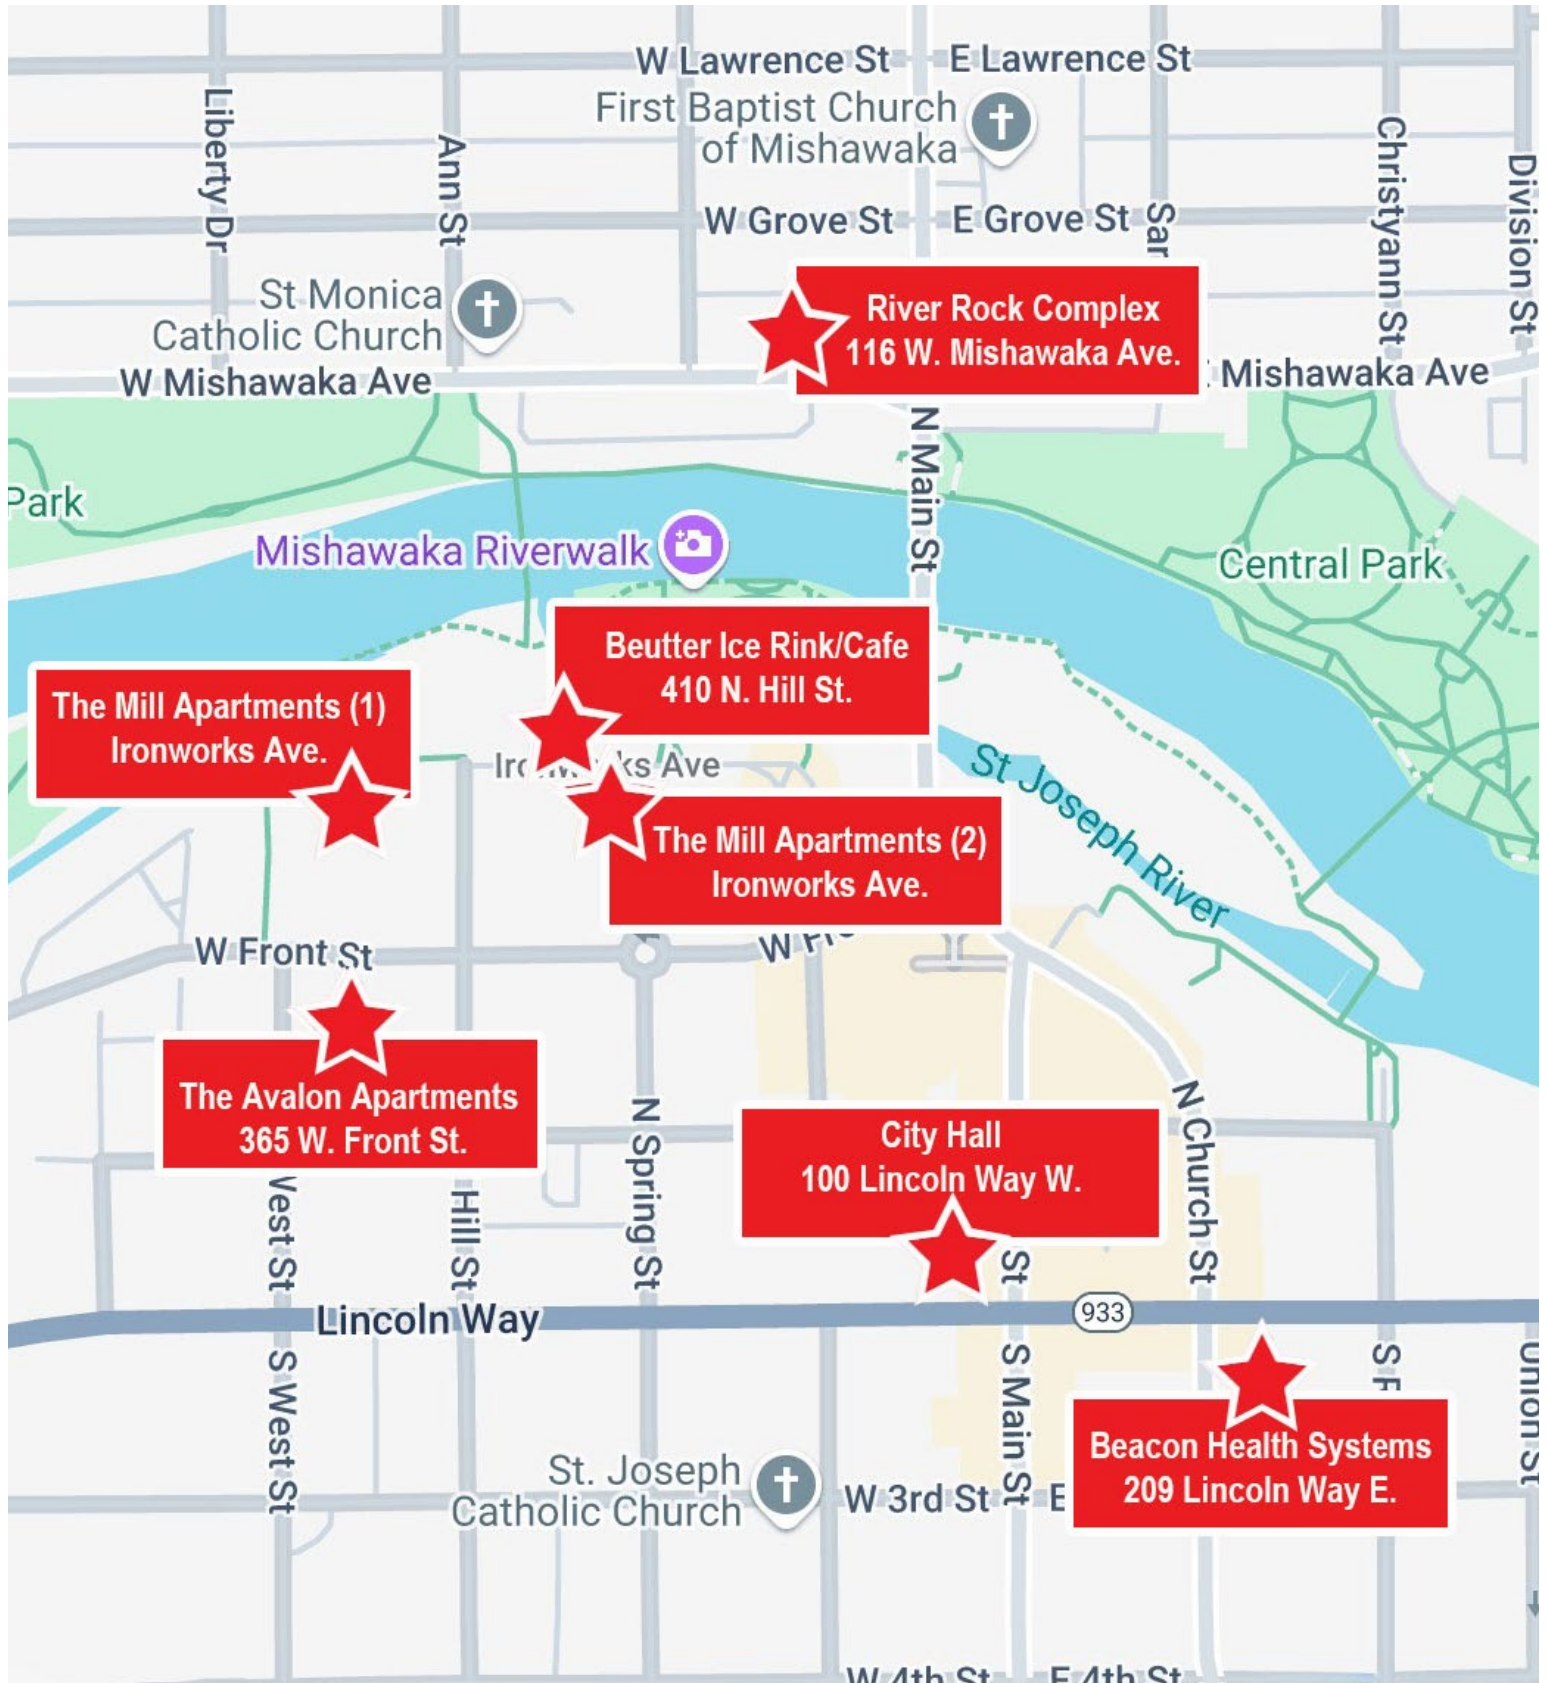 W Lawrence St
E Lawrence St
First Baptist Church
of Mishawaka
Liberty Dr
Ann St
Christyann St
Division St
W Grove St
E Grove St
St Monica
Catholic Church
River Rock Complex
116 W. Mishawaka Ave.
W Mishawaka Ave
Mishawaka Ave
N Main St
Park
Mishawaka Riverwalk
Central Park
Beutter Ice Rink/Cafe
410 N. Hill St.
The Mill Apartments (1)
Ironworks Ave.
Ave
St Joseph River
The Mill Apartments (2)
Ironworks Ave.
W Front St
W
The Avalon Apartments
365 W. Front St.
N Spring St
N Church St
City Hall
100 Lincoln Way W.
St
Hill St
St
Lincoln Way
933
S West St
S Main St
S
Union St
Beacon Health Systems
209 Lincoln Way E.
St. Joseph
Catholic Church
W 3rd St
E
W 4th St
E 4th St